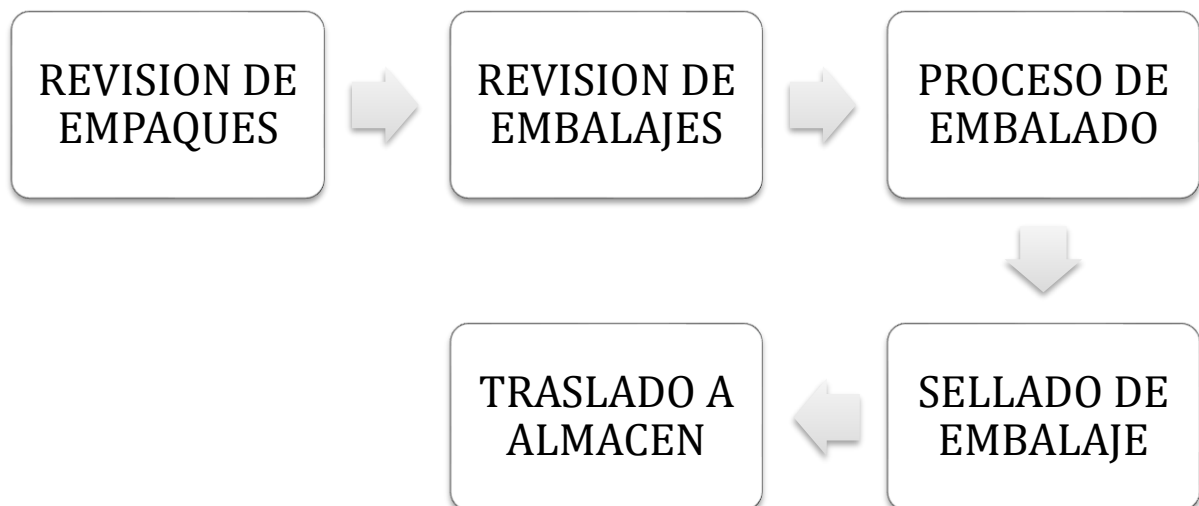 REVISION DE
EMPAQUES
REVISION DE
EMBALAJES
PROCESO DE
EMBALADO
SELLADO DE
EMBALAJE
TRASLADO A
ALMACEN